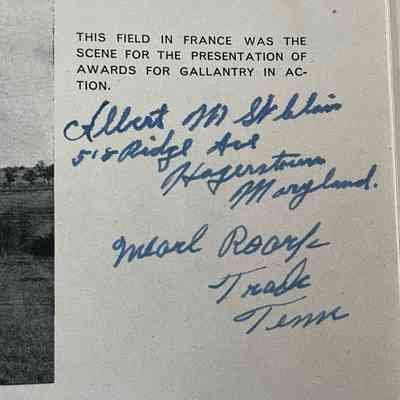 THIS FIELD IN FRANCE WAS THE
SCENE FOR THE PRESENTATION OF
AWARDS FOR GALLANTRY IN AC-
TION.
Albert M St Clair
518 Ridge Ave
Hagerstown
Maryland.
Mearl Roark
Trade
Tenn